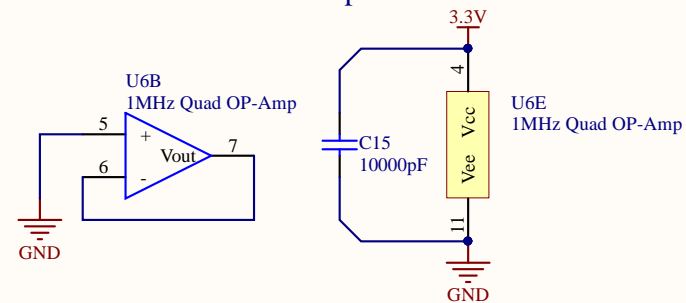 3.3V
U6B
1MHz Quad OP-Amp
5
+
Vout
7
6
-
GND
C15
10000pF
4
Vcc
Vee
11
U6E
1MHz Quad OP-Amp
GND